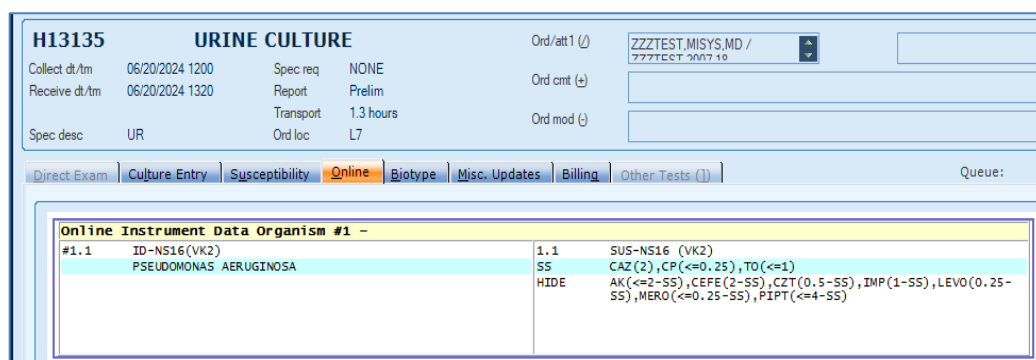 H13135 URINE CULTURE
Ord/att1 (/) ZZZTEST,MISYS,MD /
ZZZTEST,2007,18
Collect dt/tm 06/20/2024 1200 Spec req NONE
Ord cmt (+)
Receive dt/tm 06/20/2024 1320 Report Prelim
Transport 1.3 hours
Ord mod (-)
Spec desc UR Ord loc L7
Direct Exam Culture Entry Susceptibility Online Biotype Misc. Updates Billing Other Tests (]) Queue:
Online Instrument Data Organism #1 -
#1.1 ID-NS16(VK2) 1.1 SUS-NS16 (VK2)
PSEUDOMONAS AERUGINOSA SS CAZ(2),CP(<=0.25),TO(<=1)
HIDE AK(<=2-SS),CEFE(2-SS),CZT(0.5-SS),IMP(1-SS),LEVO(0.25-
SS),MERO(<=0.25-SS),PIPT(<=4-SS)